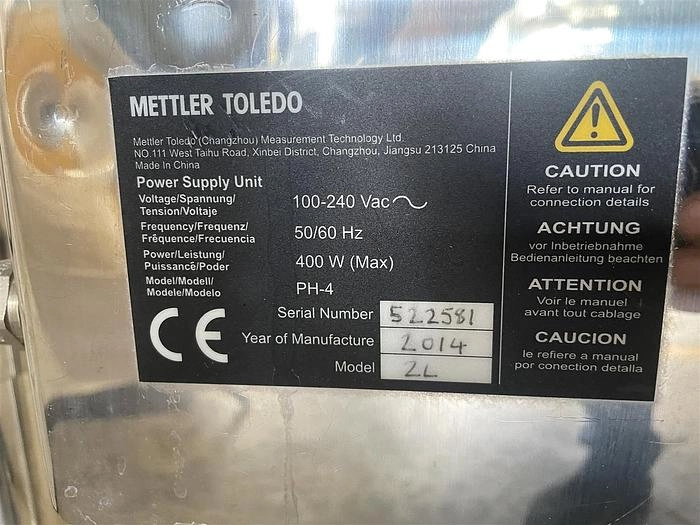 METTLER TOLEDO
Mettler Toledo (Changzhou) Measurement Technology Ltd.
NO.111 West Taihu Road, Xinbei District, Changzhou, Jiangsu 213125 China
Made In China
Power Supply Unit
Voltage/Spannung/
Tension/Voltaje
100-240 Vac
Frequency/Frequenz/
Frêquence/Frecuencia
50/60 Hz
Power/Leistung/
Puissancé/Poder
400 W (Max)
Model/Modell/
Modele/Modelo
PH-4
CE
Serial Number 522581
Year of Manufacture 2014
Model 2L
CAUTION
Refer to manual for
connection details
ACHTUNG
vor Inbetriebnahme
Bedienanleitung beachten
ATTENTION
Voir le manuel
avant tout cablage
CAUCION
le refiere a manual
por conection detalla